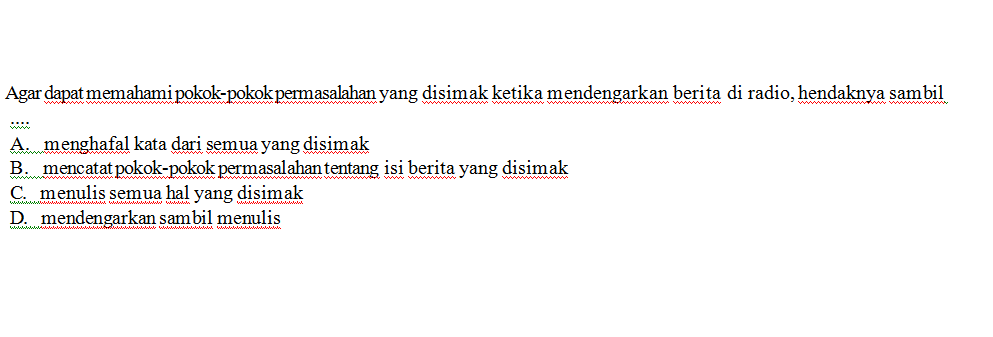 Agar dapat memahami pokok-pokok permasalahan yang disimak ketika mendengarkan berita di radio, hendaknya sambil
....
A. menghafal kata dari semua yang disimak
B. mencatat pokok-pokok permasalahan tentang isi berita yang disimak
C. menulis semua hal yang disimak
D. mendengarkan sambil menulis